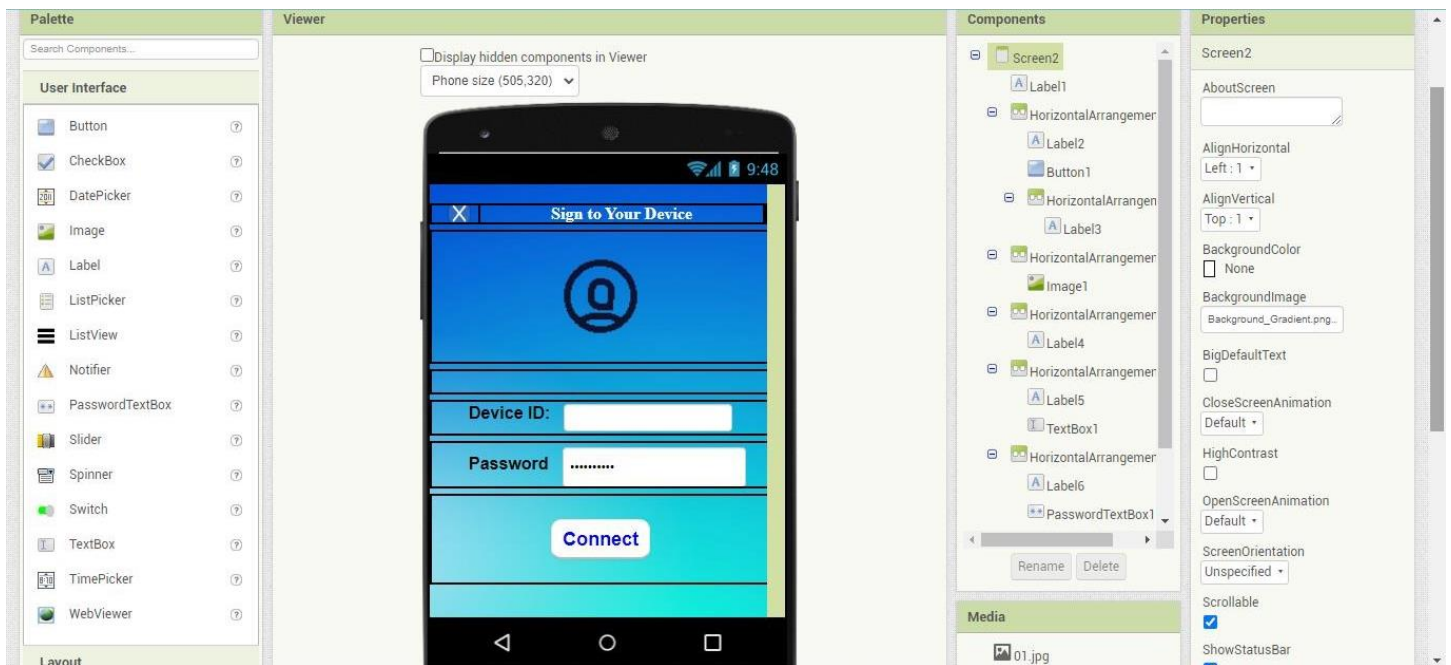 Palette
Search Components...
User Interface
Button
CheckBox
DatePicker
Image
Label
ListPicker
ListView
Notifier
PasswordTextBox
Slider
Spinner
Switch
TextBox
TimePicker
WebViewer
Layout
Viewer
Display hidden components in Viewer
Phone size (505,320)
9:48
X Sign to Your Device
Device ID:
Password ..........
Connect
Components
Screen2
Label1
HorizontalArrangemer
Label2
Button1
HorizontalArrangen
Label3
HorizontalArrangemer
Image1
HorizontalArrangemer
Label4
HorizontalArrangemer
Label5
TextBox1
HorizontalArrangemer
Label6
PasswordTextBox1
Rename Delete
Media
01.jpg
Properties
Screen2
AboutScreen
AlignHorizontal
Left : 1
AlignVertical
Top : 1
BackgroundColor
None
BackgroundImage
Background_Gradient.png...
BigDefaultText
CloseScreenAnimation
Default
HighContrast
OpenScreenAnimation
Default
ScreenOrientation
Unspecified
Scrollable
ShowStatusBar